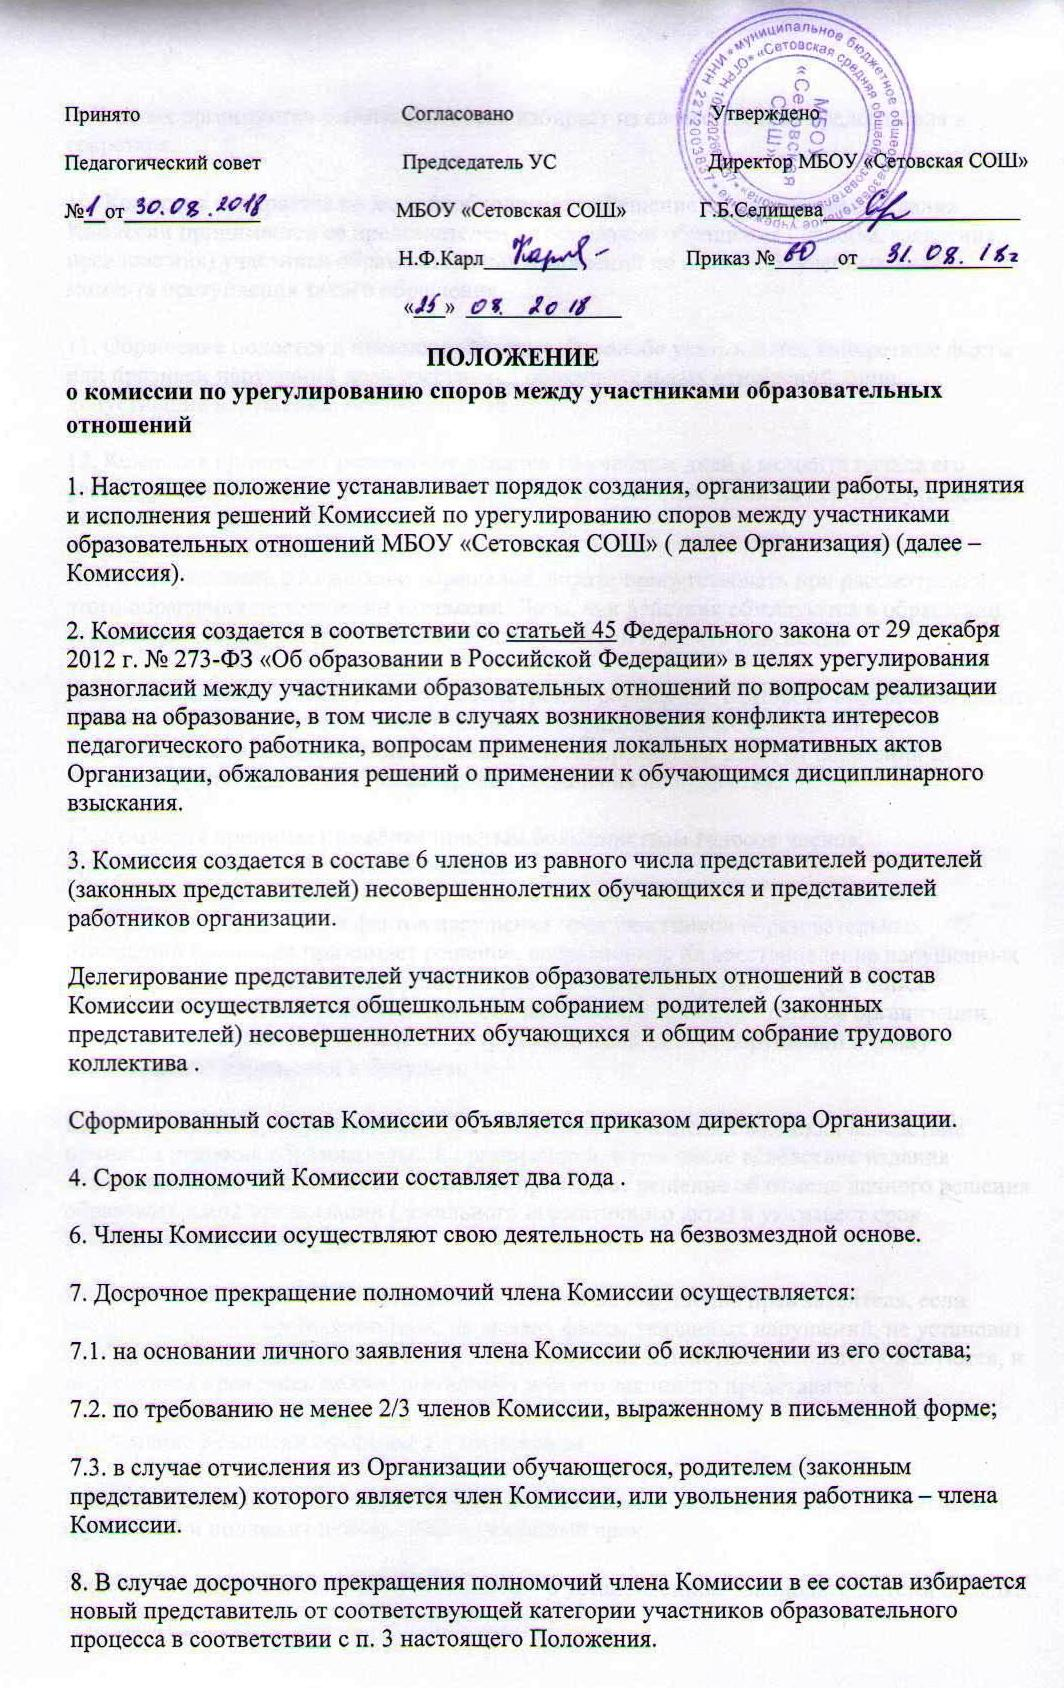 Принято Согласовано Утверждено
Педагогический совет Председатель УС Директор МБОУ «Сетовская СОШ»
№1 от 30.08.2018 МБОУ «Сетовская СОШ» Г.Б.Селищева
Н.Ф.Карл Приказ № 60 от 31.08.18г
«25» 08. 2018
МБОУ
«Сетовская
СОШ»
ПОЛОЖЕНИЕ
о комиссии по урегулированию споров между участниками образовательных
отношений
1. Настоящее положение устанавливает порядок создания, организации работы, принятия
и исполнения решений Комиссией по урегулированию споров между участниками
образовательных отношений МБОУ «Сетовская СОШ» ( далее Организация) (далее –
Комиссия).
2. Комиссия создается в соответствии со статьей 45 Федерального закона от 29 декабря
2012 г. № 273-ФЗ «Об образовании в Российской Федерации» в целях урегулирования
разногласий между участниками образовательных отношений по вопросам реализации
права на образование, в том числе в случаях возникновения конфликта интересов
педагогического работника, вопросам применения локальных нормативных актов
Организации, обжалования решений о применении к обучающимся дисциплинарного
взыскания.
3. Комиссия создается в составе 6 членов из равного числа представителей родителей
(законных представителей) несовершеннолетних обучающихся и представителей
работников организации.
Делегирование представителей участников образовательных отношений в состав
Комиссии осуществляется общешкольным собранием родителей (законных
представителей) несовершеннолетних обучающихся и общим собрание трудового
коллектива .
Сформированный состав Комиссии объявляется приказом директора Организации.
4. Срок полномочий Комиссии составляет два года .
6. Члены Комиссии осуществляют свою деятельность на безвозмездной основе.
7. Досрочное прекращение полномочий члена Комиссии осуществляется:
7.1. на основании личного заявления члена Комиссии об исключении из его состава;
7.2. по требованию не менее 2/3 членов Комиссии, выраженному в письменной форме;
7.3. в случае отчисления из Организации обучающегося, родителем (законным
представителем) которого является член Комиссии, или увольнения работника – члена
Комиссии.
8. В случае досрочного прекращения полномочий члена Комиссии в ее состав избирается
новый представитель от соответствующей категории участников образовательного
процесса в соответствии с п. 3 настоящего Положения.